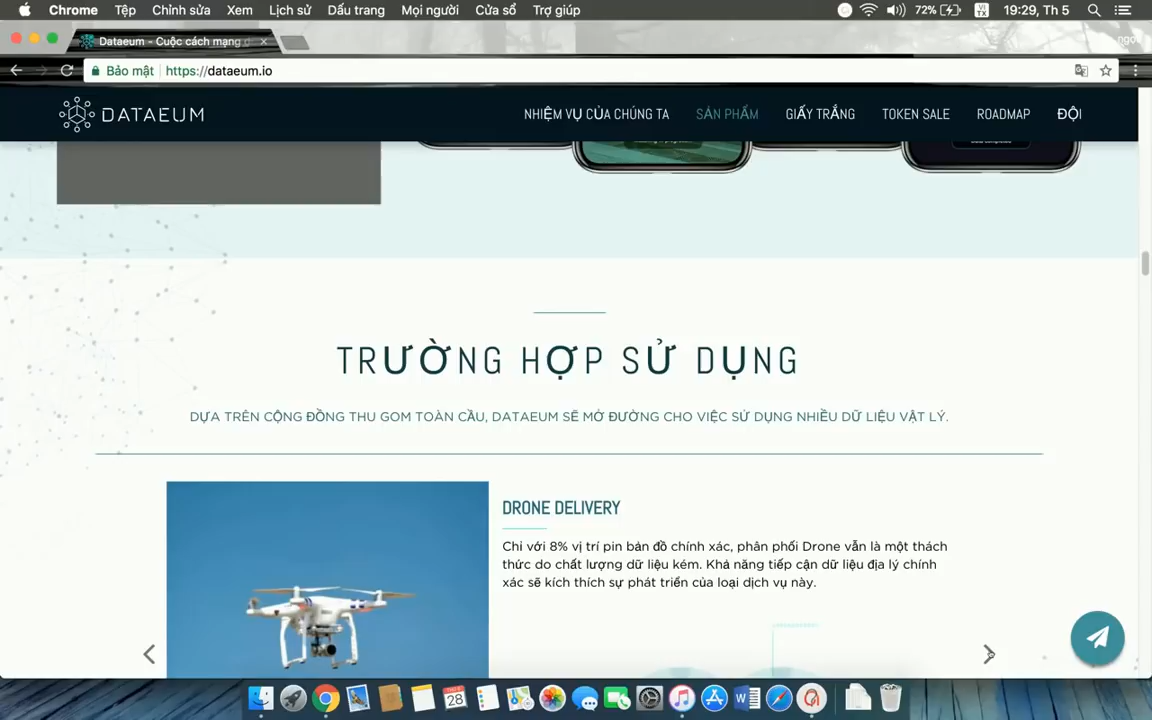 Chrome Tệp Chỉnh sửa Xem Lịch sử Dấu trang Mọi người Cửa sổ Trợ giúp 72% VI TX 19:29, Th 5
Dataeum - Cuộc cách mạng
Bảo mật https://dataeum.io
DATAEUM NHIỆM VỤ CỦA CHÚNG TA SẢN PHẨM GIẤY TRẮNG TOKEN SALE ROADMAP ĐỘI
TRƯỜNG HỢP SỬ DỤNG
DỰA TRÊN CỘNG ĐỒNG THU GOM TOÀN CẦU, DATAEUM SẼ MỞ ĐƯỜNG CHO VIỆC SỬ DỤNG NHIỀU DỮ LIỆU VẬT LÝ.
DRONE DELIVERY
Chỉ với 8% vị trí pin bản đồ chính xác, phân phối Drone vẫn là một thách
thức do chất lượng dữ liệu kém. Khả năng tiếp cận dữ liệu địa lý chính
xác sẽ kích thích sự phát triển của loại dịch vụ này.
28